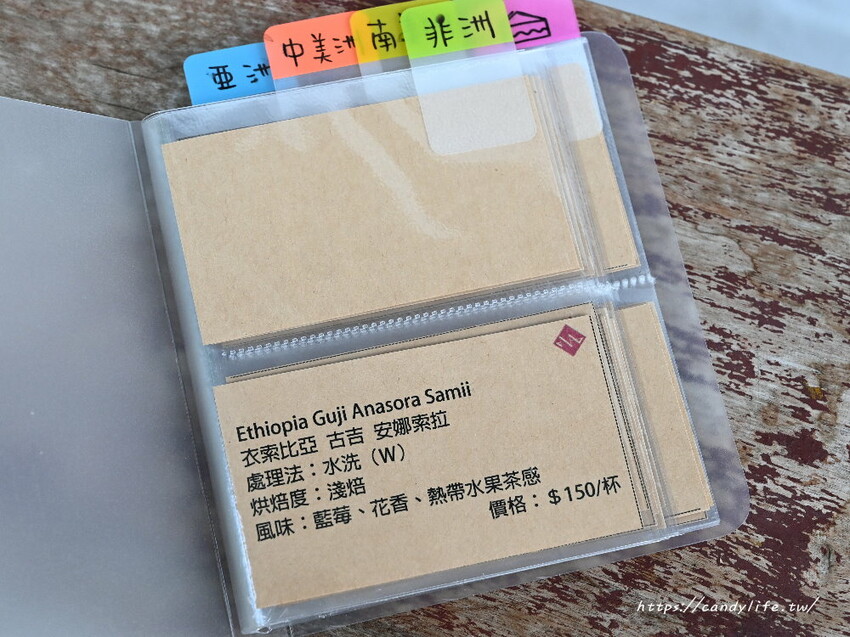 亞洲
中美洲
南
非洲
Ethiopia Guji Anasora Samii
衣索比亞 古吉 安娜索拉
處理法：水洗（W）
烘焙度：淺焙
風味：藍莓、花香、熱帶水果茶感
價格：＄150/杯
https://candylife.tw/